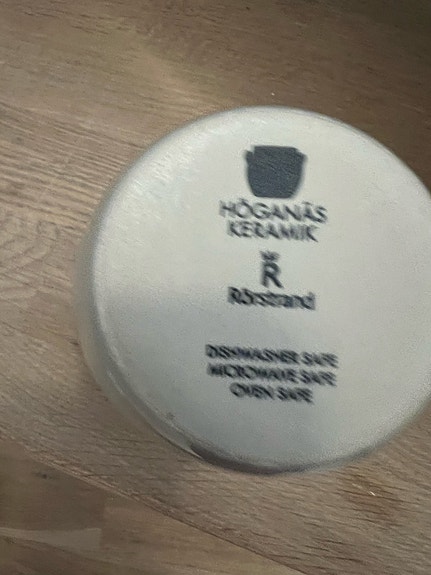 HÖGANÄS
KERAMIK
R
Rörstrand
DISHWASHER SAFE
MICROWAVE SAFE
OVEN SAFE